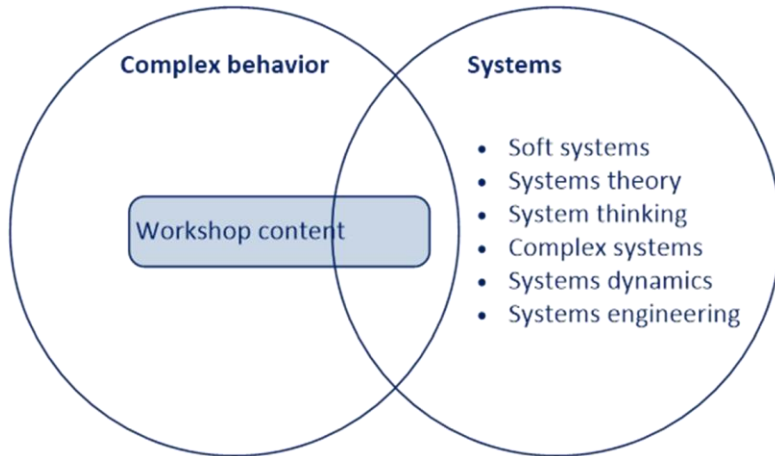 Complex behavior
Systems
• Soft systems
• Systems theory
• System thinking
• Complex systems
• Systems dynamics
• Systems engineering
Workshop content